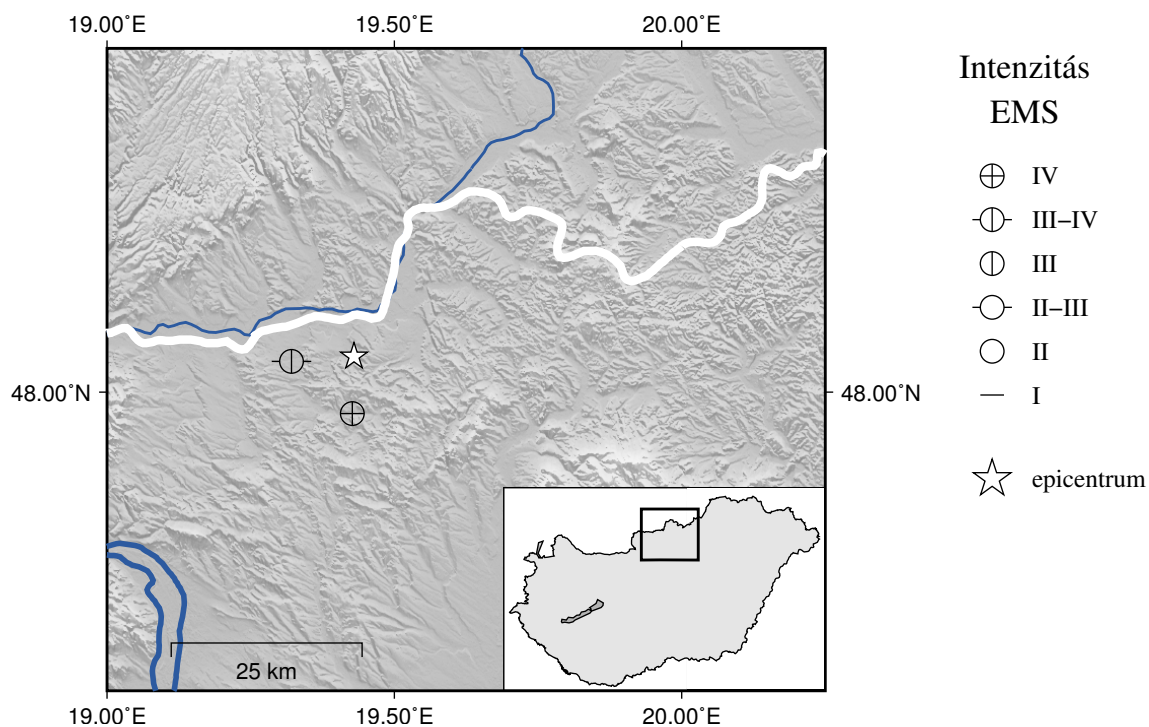 19.00˚E 19.50˚E 20.00˚E
Intenzitás
EMS
IV
III–IV
III
II–III
II
I
epicentrum
48.00˚N 48.00˚N
25 km
19.00˚E 19.50˚E 20.00˚E